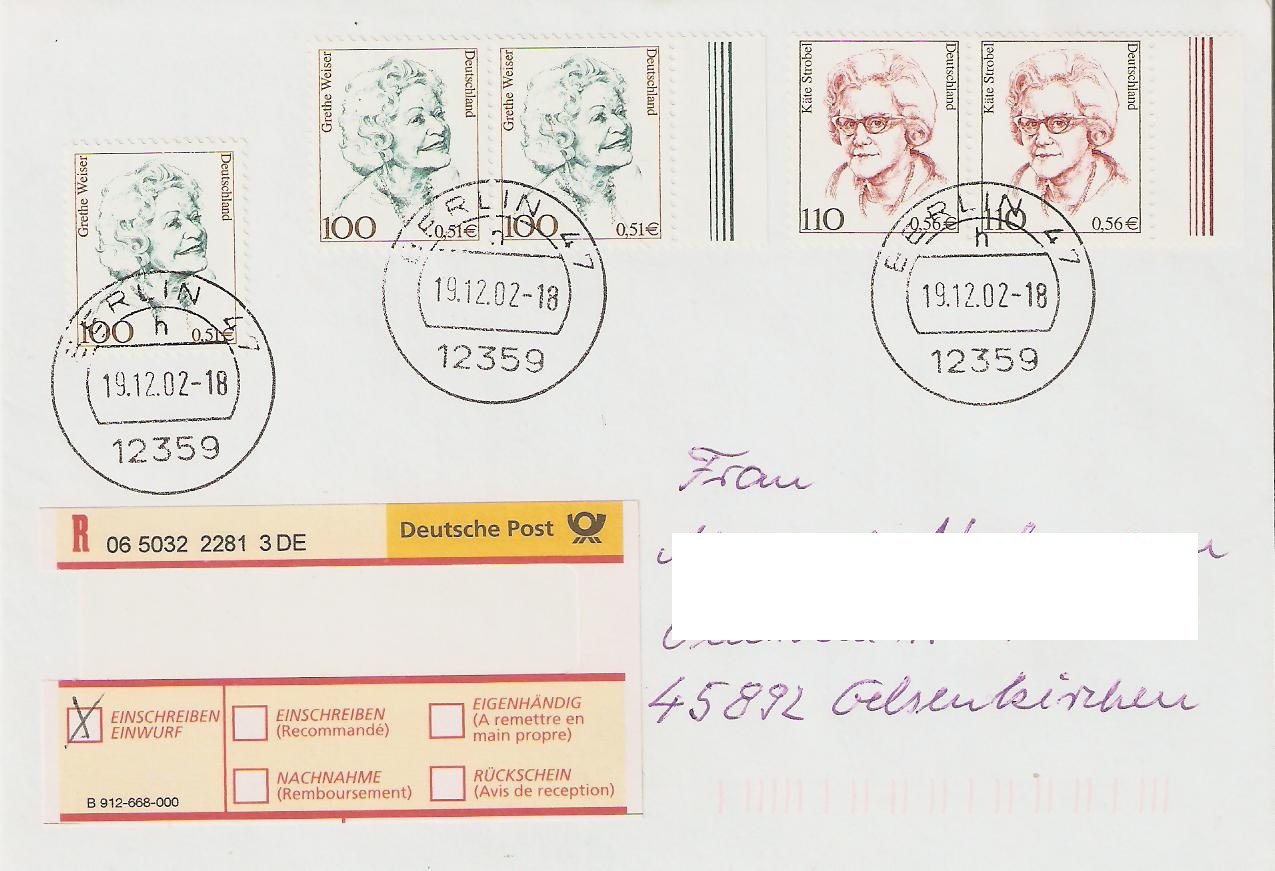 Grethe Weiser
Deutschland
100
0,51€
Grethe Weiser
Deutschland
100
0,51€
Grethe Weiser
Deutschland
100
0,51€
Käte Strobel
Deutschland
110
0,56€
Käte Strobel
Deutschland
110
0,56€
BERLIN 47
h
19.12.02-18
12359
BERLIN 47
h
19.12.02-18
12359
BERLIN 47
h
19.12.02-18
12359
Frau
45892 Gelsenkirchen
R 06 5032 2281 3 DE
Deutsche Post
X EINSCHREIBEN
EINWURF
EINSCHREIBEN
(Recommandé)
EIGENHÄNDIG
(A remettre en
main propre)
NACHNAHME
(Remboursement)
RÜCKSCHEIN
(Avis de reception)
B 912-668-000